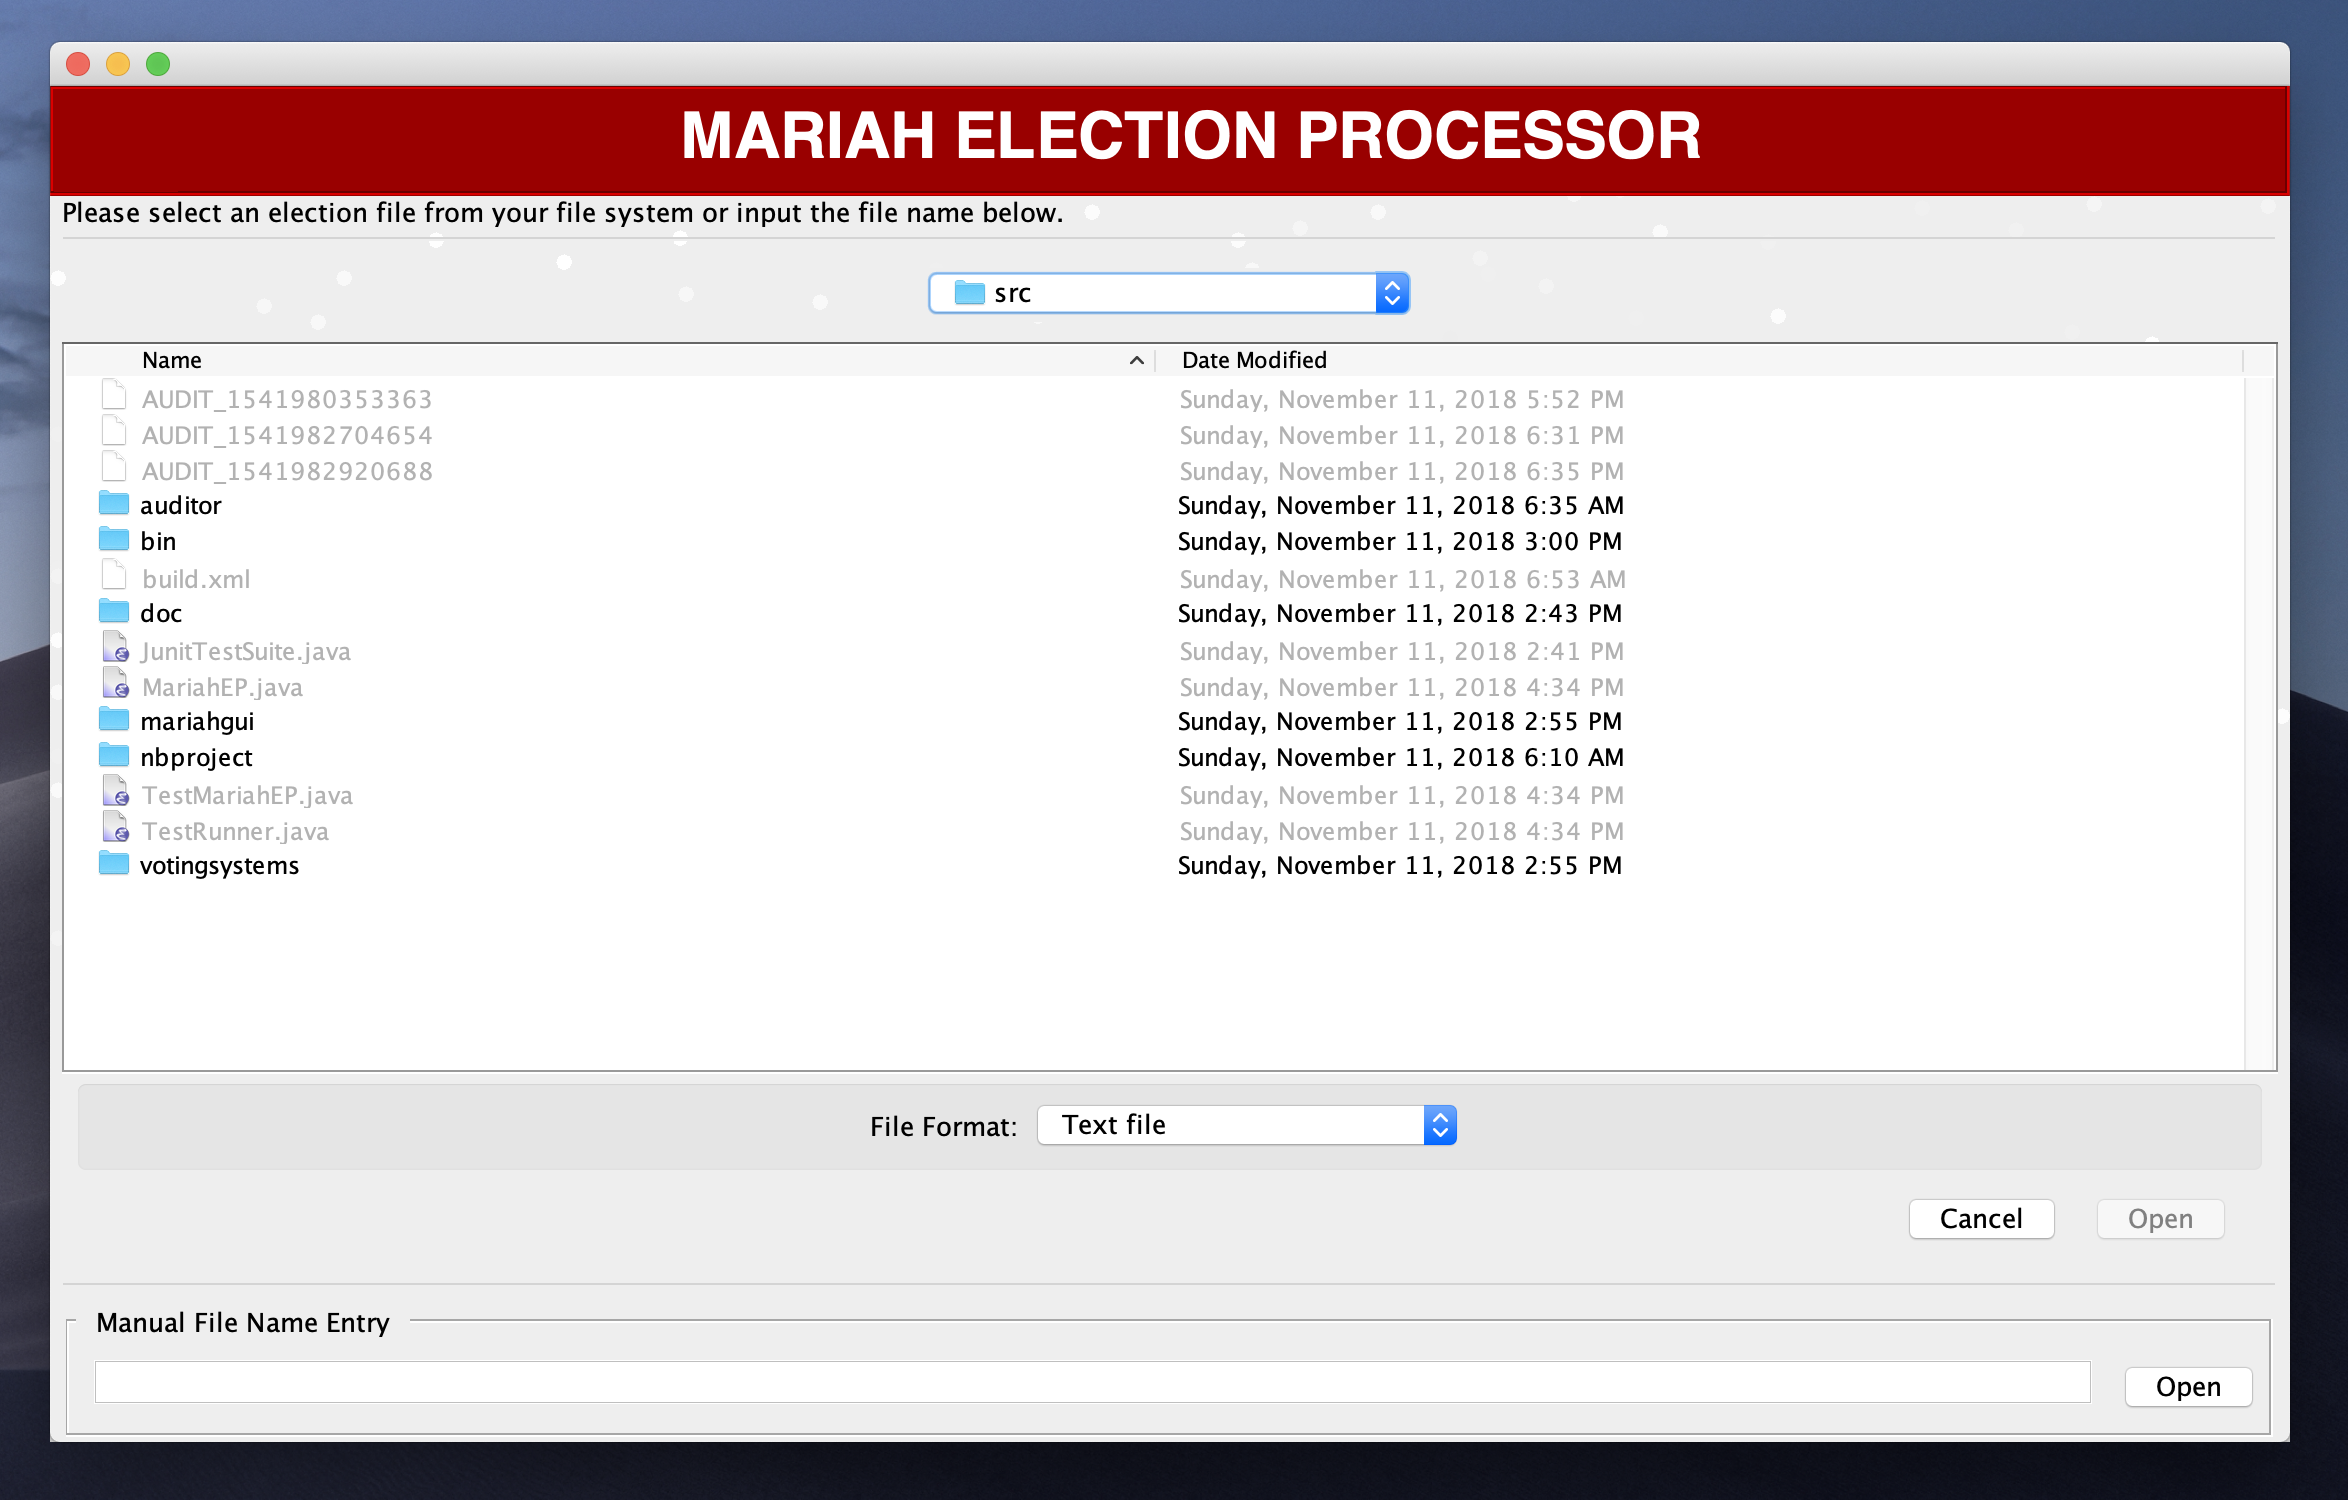 MARIAH ELECTION PROCESSOR
Please select an election file from your file system or input the file name below.
src
Name Date Modified
AUDIT_1541980353363 Sunday, November 11, 2018 5:52 PM
AUDIT_1541982704654 Sunday, November 11, 2018 6:31 PM
AUDIT_1541982920688 Sunday, November 11, 2018 6:35 PM
auditor Sunday, November 11, 2018 6:35 AM
bin Sunday, November 11, 2018 3:00 PM
build.xml Sunday, November 11, 2018 6:53 AM
doc Sunday, November 11, 2018 2:43 PM
JunitTestSuite.java Sunday, November 11, 2018 2:41 PM
MariahEP.java Sunday, November 11, 2018 4:34 PM
mariahgui Sunday, November 11, 2018 2:55 PM
nbproject Sunday, November 11, 2018 6:10 AM
TestMariahEP.java Sunday, November 11, 2018 4:34 PM
TestRunner.java Sunday, November 11, 2018 4:34 PM
votingsystems Sunday, November 11, 2018 2:55 PM
File Format: Text file
Cancel Open
Manual File Name Entry
Open